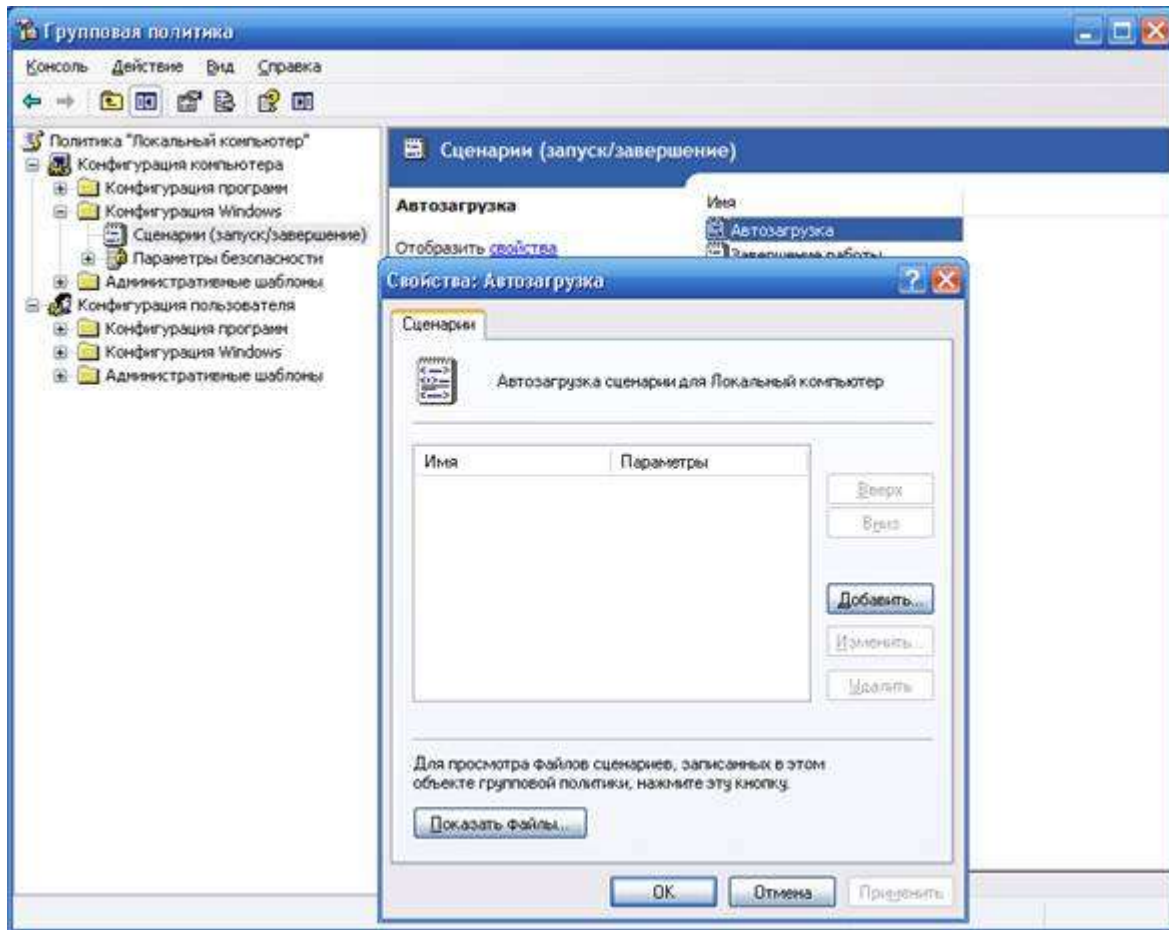 Групповая политика
Консоль Действие Вид Справка
Политика "Локальный компьютер"
Конфигурация компьютера
Конфигурация программ
Конфигурация Windows
Сценарии (запуск/завершение)
Параметры безопасности
Административные шаблоны
Конфигурация пользователя
Конфигурация программ
Конфигурация Windows
Административные шаблоны
Сценарии (запуск/завершение)
Автозагрузка
Отобразить свойства
Имя
Автозагрузка
Завершение работы
Свойства: Автозагрузка
Сценарии
Автозагрузка сценарии для Локальный компьютер
Имя Параметры
Вверх
Вниз
Добавить...
Изменить...
Удалить
Для просмотра файлов сценариев, записанных в этом
объекте групповой политики, нажмите эту кнопку.
Показать файлы...
ОК Отмена Применить